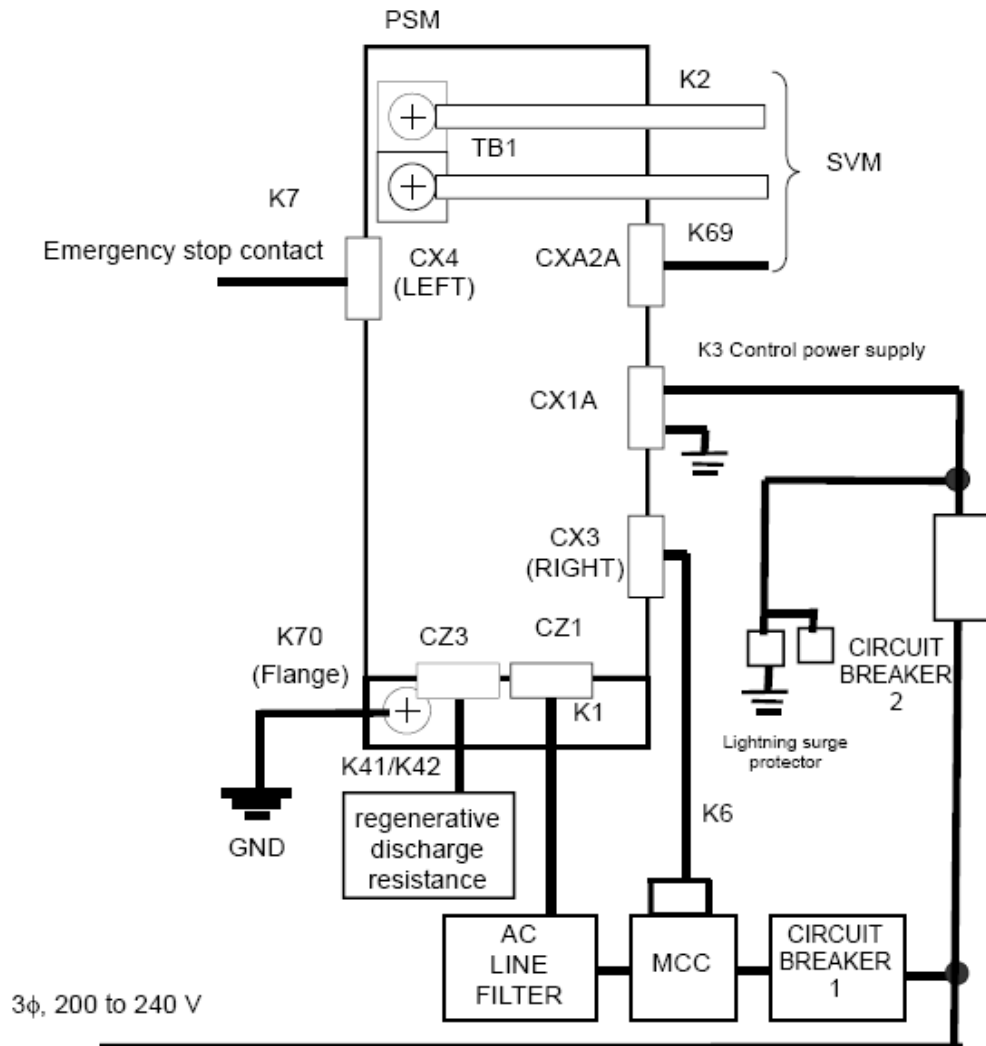 PSM
K2
TB1
SVM
K7
K69
Emergency stop contact
CX4
(LEFT)
CXA2A
K3 Control power supply
CX1A
CX3
(RIGHT)
K70
(Flange)
CZ3
CZ1
K1
CIRCUIT
BREAKER
2
Lightning surge
protector
K41/K42
K6
GND
regenerative
discharge
resistance
AC
LINE
FILTER
MCC
CIRCUIT
BREAKER
1
3ϕ, 200 to 240 V